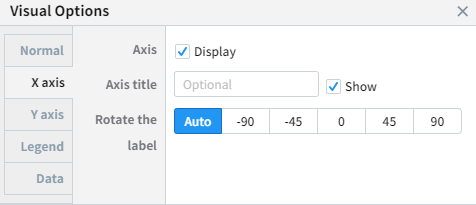 Visual Options
Normal
X axis
Y axis
Legend
Data
Axis
Display
Axis title
Optional
Show
Rotate the
label
Auto -90 -45 0 45 90